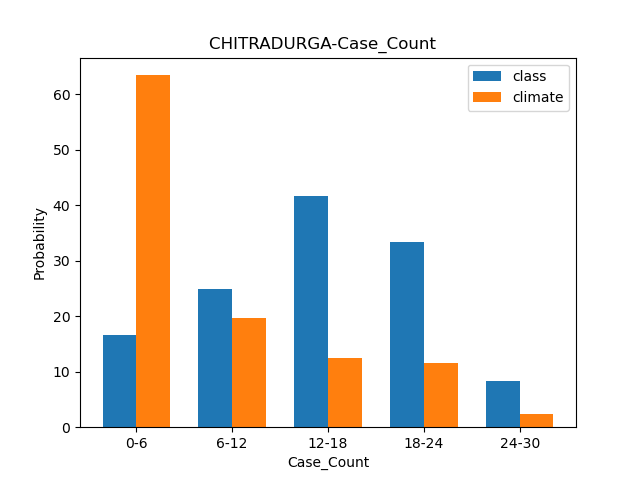 CHITRADURGA-Case_Count
class
climate
Probability
60
50
40
30
20
10
0
0-6 6-12 12-18 18-24 24-30
Case_Count